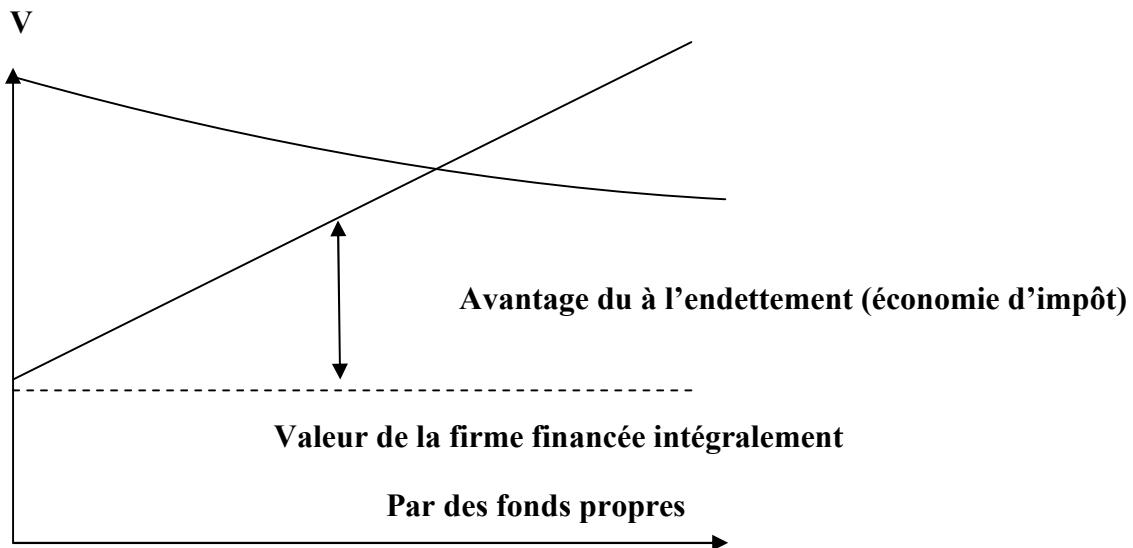 V
Avantage du à l’endettement (économie d’impôt)
Valeur de la firme financée intégralement
Par des fonds propres